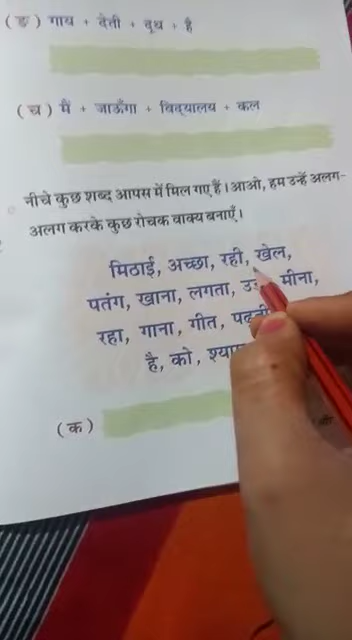 (ङ) गाय + देती + दूध + है
(च) मैं + जाऊँगा + विद्यालय + कल
नीचे कुछ शब्द आपस में मिल गए हैं। आओ, हम उन्हें अलग-
अलग करके कुछ रोचक वाक्य बनाएँ।
मिठाई, अच्छा, रही, खेल,
पतंग, खाना, लगता, मीना,
रहा, गाना, गीत,
है, को,
(क)